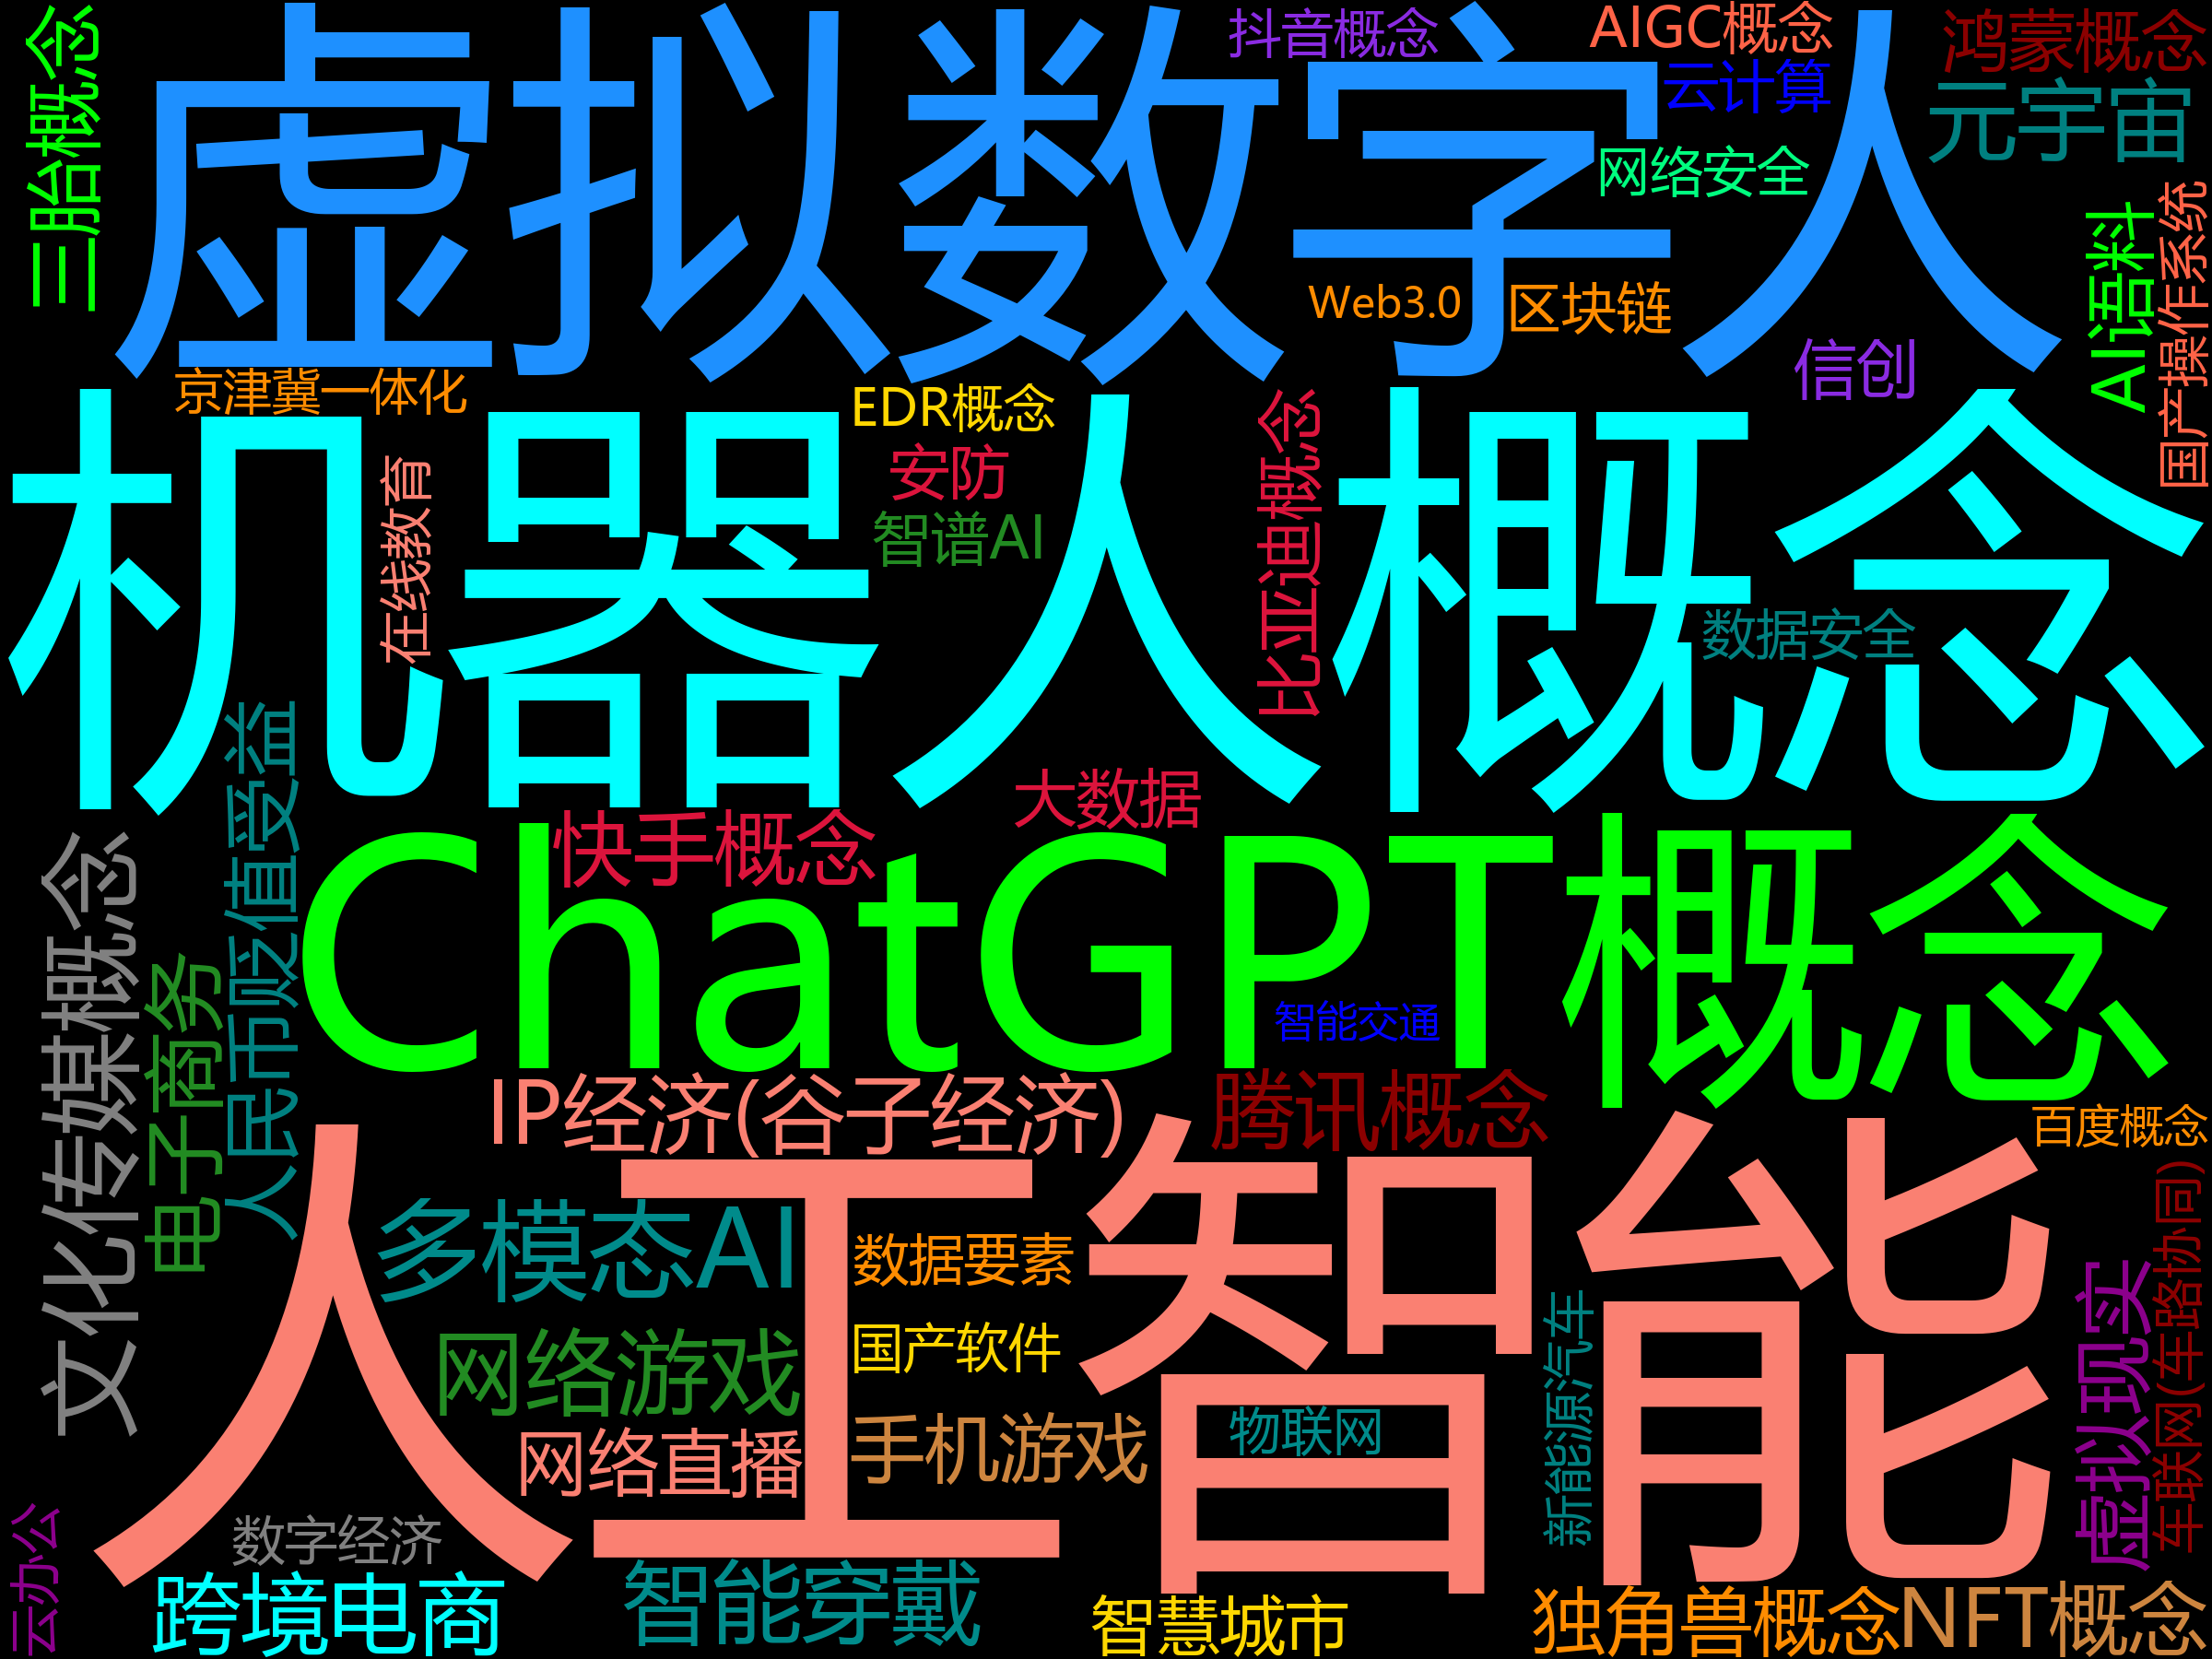 虚拟数字人
三胎概念
抖音概念
AIGC概念
鸿蒙概念
云计算
元宇宙
网络安全
Web3.0
区块链
AI语料
国产操作系统
信创
京津冀一体化
EDR概念
机器人概念
安防
智谱AI
在线教育
比亚迪概念
数据安全
大数据
快手概念
人民币贬值受益
文化传媒概念
电子商务
ChatGPT概念
智能交通
IP经济(谷子经济)
腾讯概念
百度概念
人工智能
多模态AI
数据要素
网络游戏
国产软件
手机游戏
物联网
网络直播
新能源汽车
虚拟现实
车联网(车路协同)
云办公
数字经济
跨境电商
智能穿戴
智慧城市
独角兽概念
NFT概念